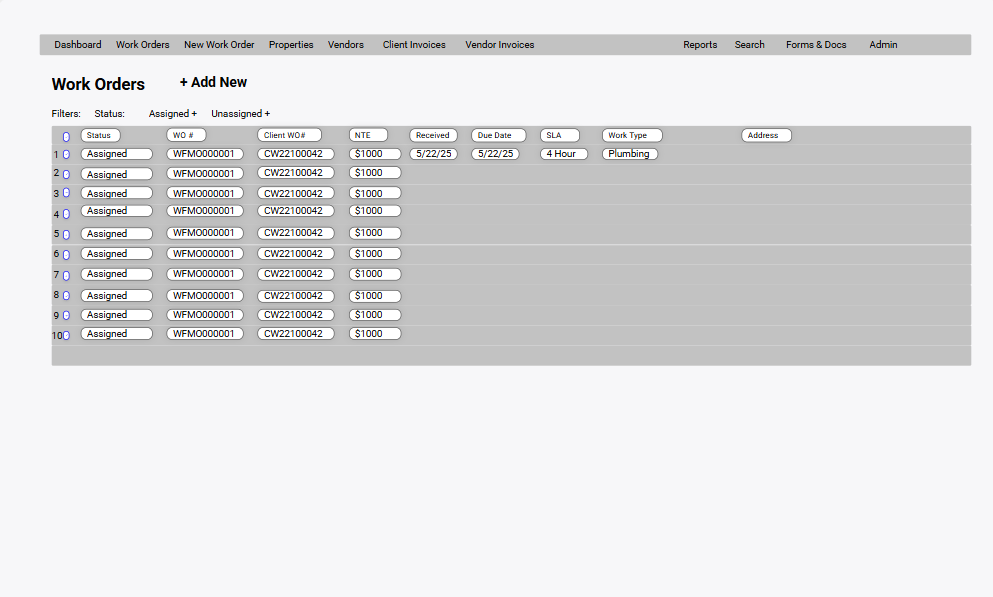 Dashboard Work Orders New Work Order Properties Vendors Client Invoices Vendor Invoices Reports Search Forms & Docs Admin
Work Orders + Add New
Filters: Status: Assigned + Unassigned +
Status WO # Client WO# NTE Received Due Date SLA Work Type Address
1 Assigned WFMO000001 CW22100042 $1000 5/22/25 5/22/25 4 Hour Plumbing
2 Assigned WFMO000001 CW22100042 $1000
3 Assigned WFMO000001 CW22100042 $1000
4 Assigned WFMO000001 CW22100042 $1000
5 Assigned WFMO000001 CW22100042 $1000
6 Assigned WFMO000001 CW22100042 $1000
7 Assigned WFMO000001 CW22100042 $1000
8 Assigned WFMO000001 CW22100042 $1000
9 Assigned WFMO000001 CW22100042 $1000
10 Assigned WFMO000001 CW22100042 $1000